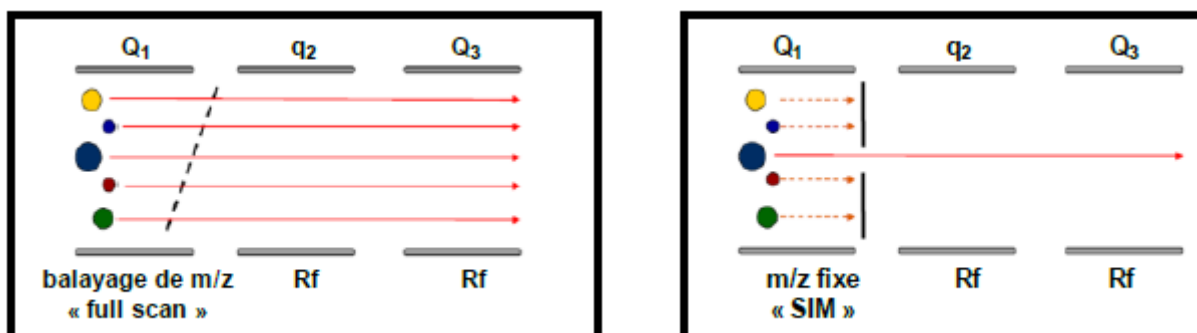 Q₁ q₂ Q₃
balayage de m/z Rf Rf
« full scan »
Q₁ q₂ Q₃
m/z fixe Rf Rf
« SIM »